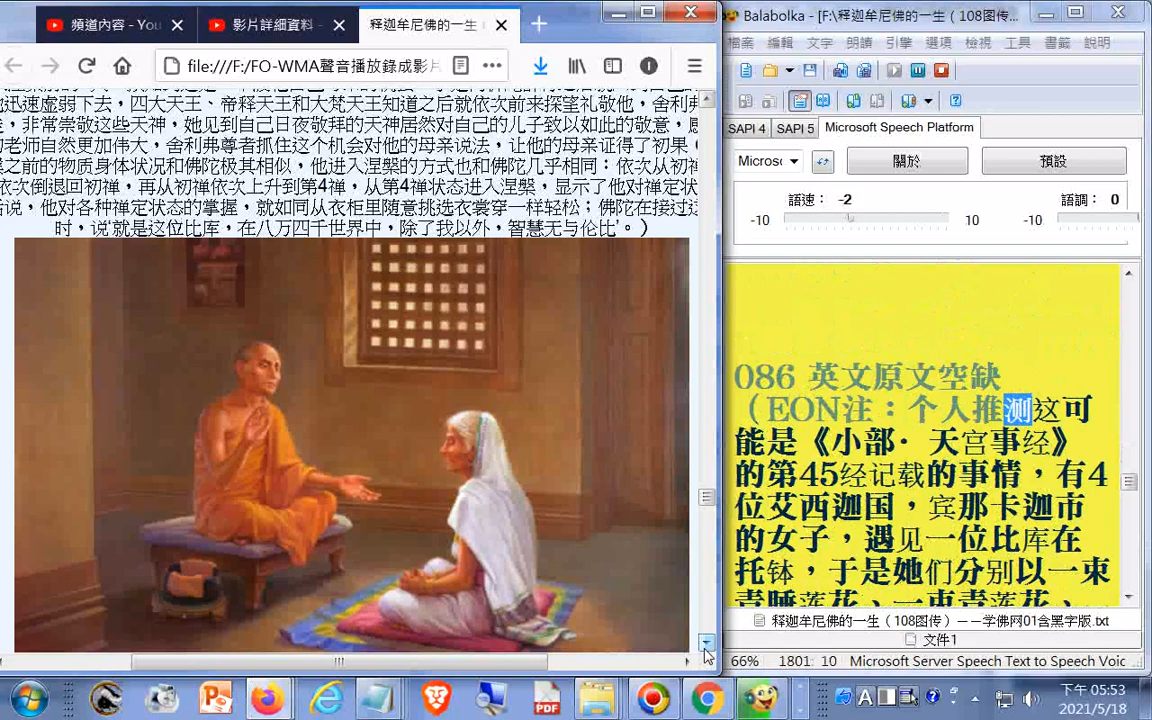 頻道內容 - You
影片詳細資料 -
释迦牟尼佛的一生
file:///F:/FO-WMA聲音播放錄成影片
也迅速虚弱下去，四大天王、帝释天王和大梵天王知道之后就依次前来探望礼敬他，舍利弗
，非常崇敬这些天神，她见到自己日夜敬拜的天神居然对自己的儿子致以如此的敬意，
的老师自然更加伟大，舍利弗尊者抓住这个机会对他的母亲说法，让他的母亲证得了初果（
之前的物质身体状况和佛陀极其相似，他进入涅槃的方式也和佛陀几乎相同：依次从初禅
依次倒退回初禅，再从初禅依次上升到第4禅，从第4禅状态进入涅槃，显示了他对禅定状
说，他对各种禅定状态的掌握，就如同从衣柜里随意挑选衣裳穿一样轻松；佛陀在接过
时，说'就是这位比库，在八万四千世界中，除了我以外，智慧无与伦比'。）
Balabolka - [F:\释迦牟尼佛的一生（108图传...
檔案 編輯 文字 朗讀 引擎 選項 檢視 工具 書籤 說明
SAPI 4 SAPI 5 Microsoft Speech Platform
Microsc 關於 預設
語速： -2 語調： 0
-10 10 -10
086 英文原文空缺
（EON注：个人推测这可
能是《小部· 天宫事经》
的第45经记载的事情，有4
位艾西迦国，宾那卡迦市
的女子，遇见一位比库在
托钵，于是她们分别以一束
青睡莲花、一束青莲花、
释迦牟尼佛的一生（108图传）——学佛网01含黑字版.txt
文件1
66% 1801: 10 Microsoft Server Speech Text to Speech Voic
下午 05:53
2021/5/18